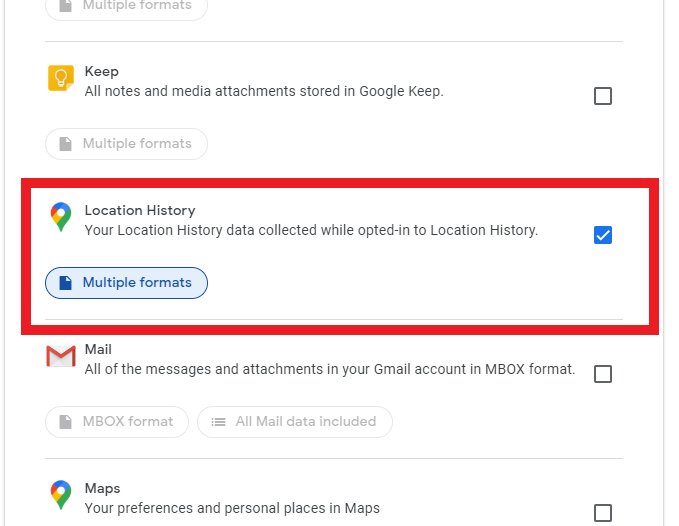 Multiple formats
Keep
All notes and media attachments stored in Google Keep.
Multiple formats
Location History
Your Location History data collected while opted-in to Location History.
Multiple formats
Mail
All of the messages and attachments in your Gmail account in MBOX format.
MBOX format All Mail data included
Maps
Your preferences and personal places in Maps